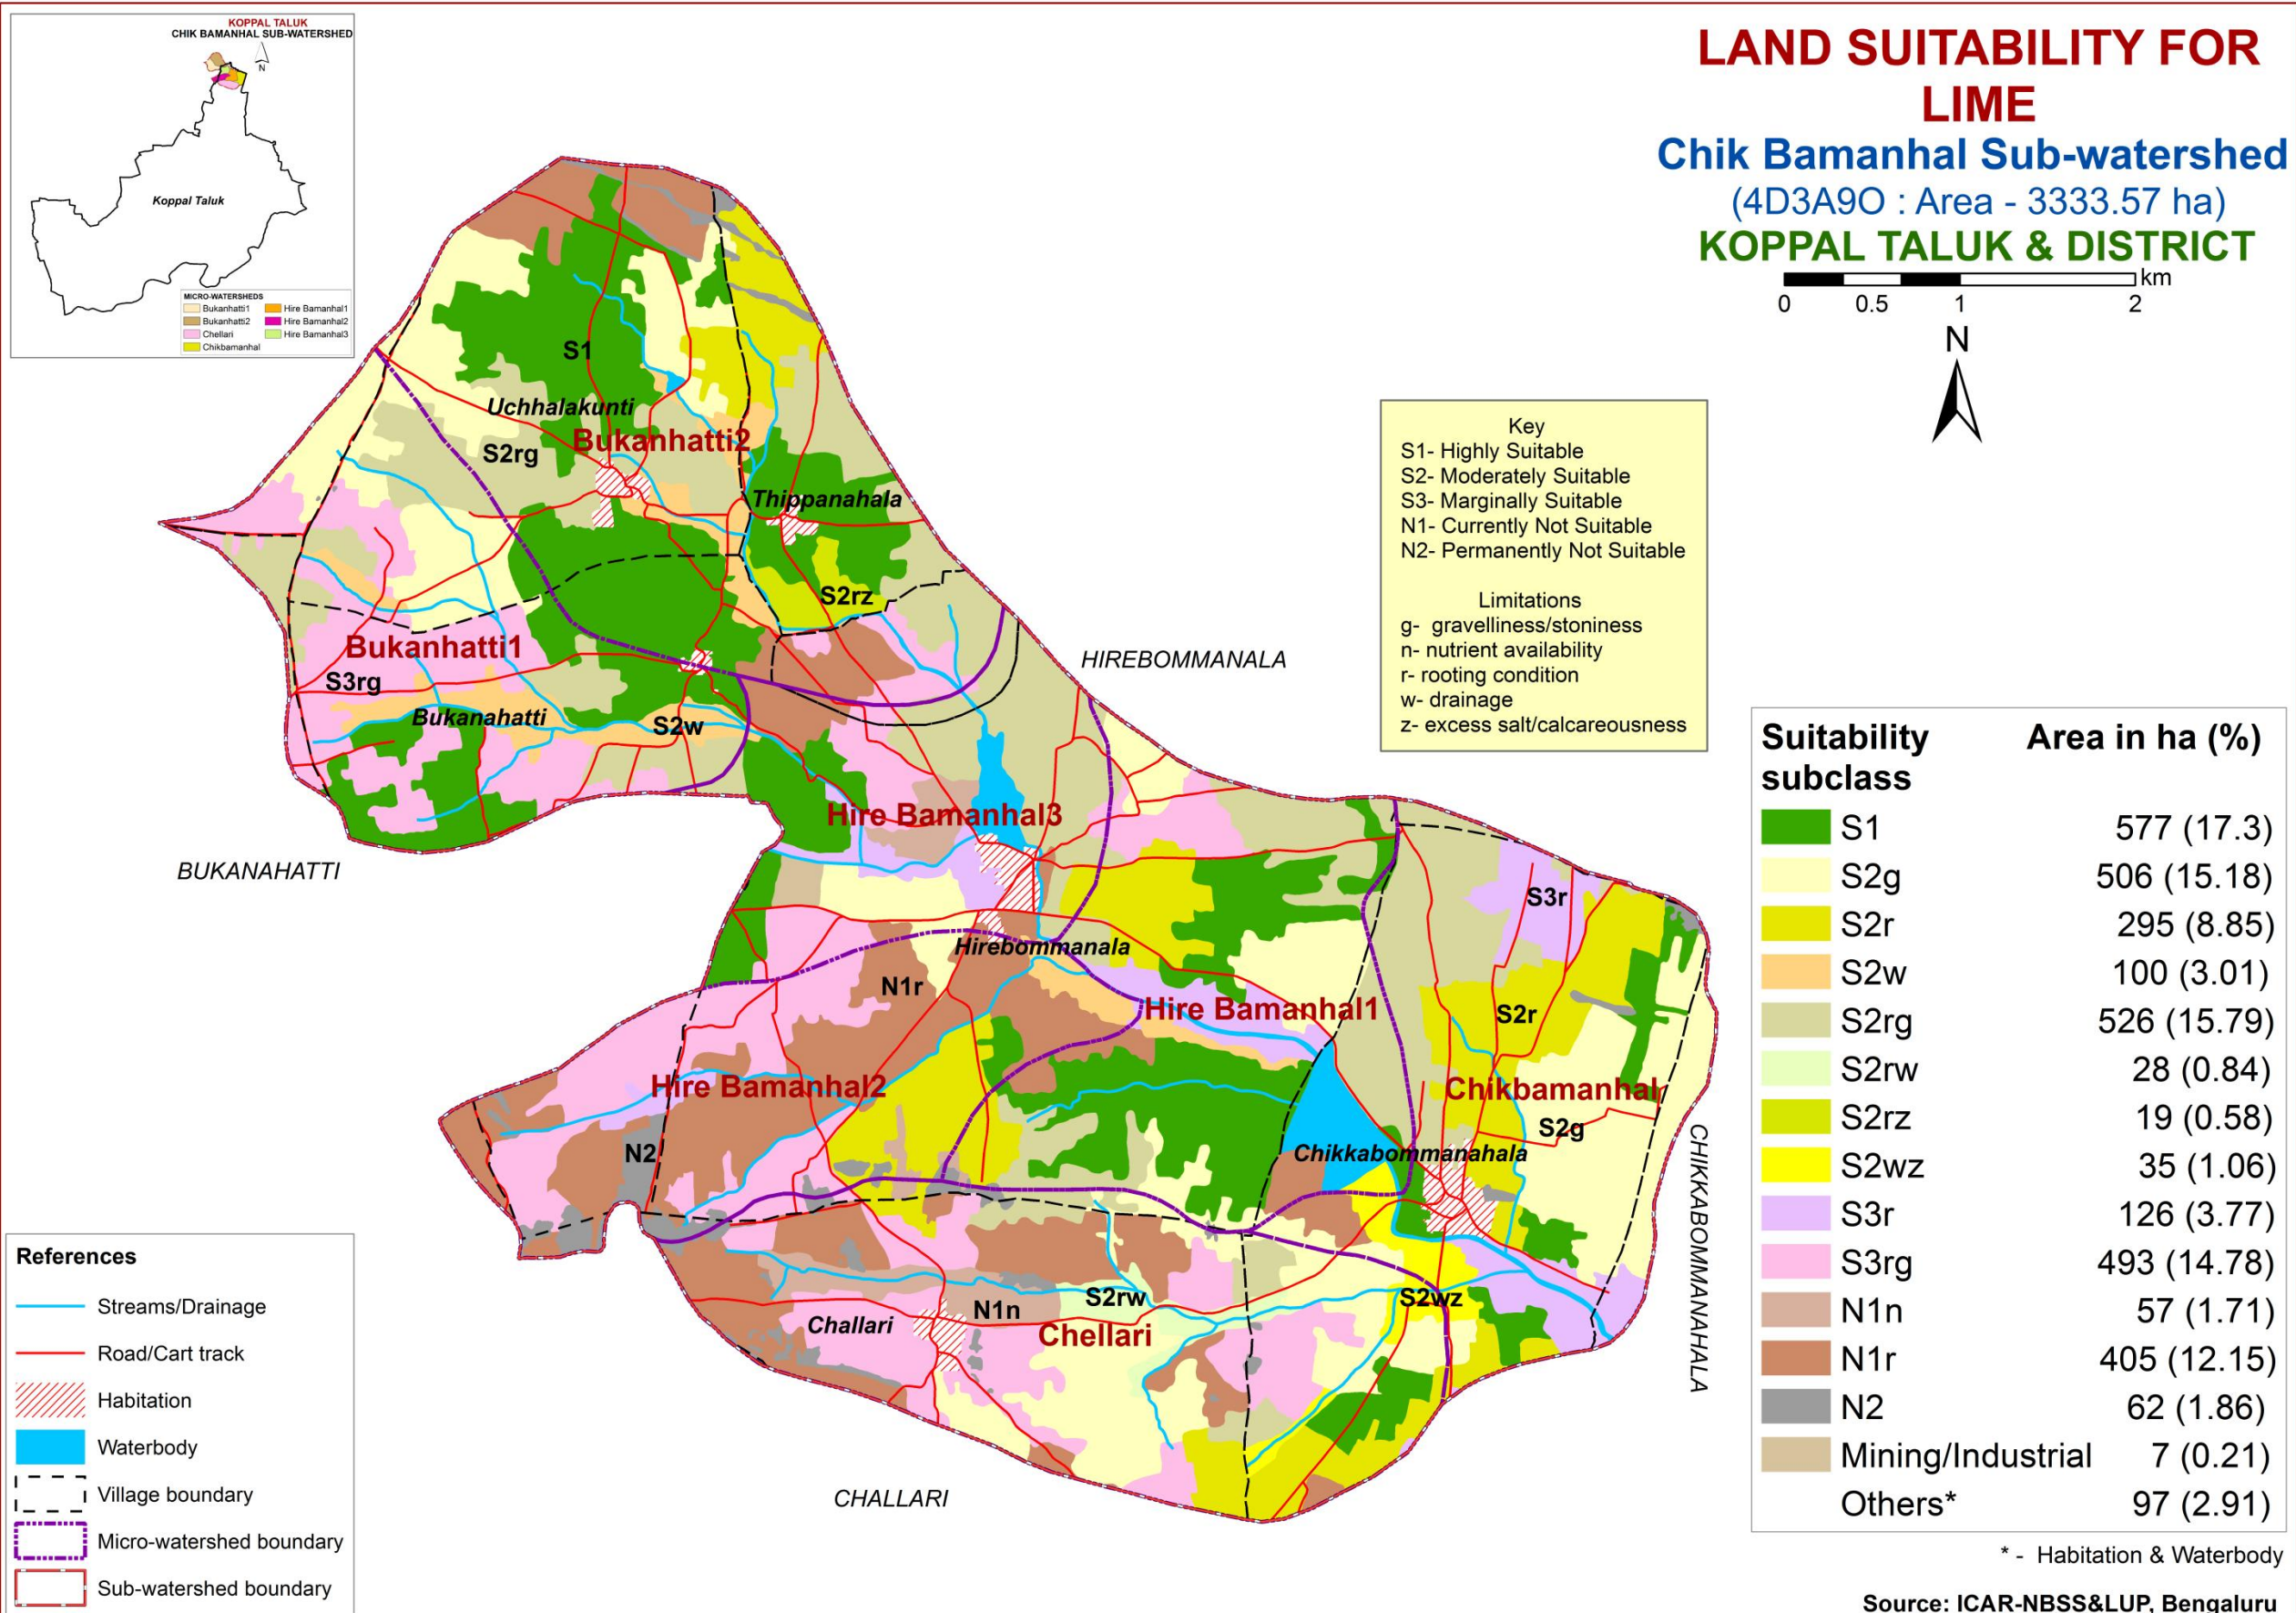 KOPPAL TALUK
CHIK BAMANHAL SUB-WATERSHED
N
Koppal Taluk
MICRO-WATERSHEDS
Bukanhatti1
Hire Bamanhal1
Bukanhatti2
Hire Bamanhal2
Chellari
Hire Bamanhal3
Chikbamanhal
LAND SUITABILITY FOR
LIME
Chik Bamanhal Sub-watershed
(4D3A9O : Area - 3333.57 ha)
KOPPAL TALUK & DISTRICT
km
0 0.5 1 2
N
Key
S1- Highly Suitable
S2- Moderately Suitable
S3- Marginally Suitable
N1- Currently Not Suitable
N2- Permanently Not Suitable
Limitations
g- gravelliness/stoniness
n- nutrient availability
r- rooting condition
w- drainage
z- excess salt/calcareousness
S1
Uchhalakunti
Bukanhatti2
S2rg
Thippanahala
S2rz
Bukanhatti1
HIREBOMMANALA
S3rg
Bukanahatti
S2w
Hire Bamanhal3
BUKANAHATTI
S3r
Hirebommanala
N1r
Hire Bamanhal1
S2r
Hire Bamanhal2
Chikbamanhal
S2g
N2
Chikkabommanahala
CHIKKABOMMANAHALA
S2rw
S2wz
N1n
Challari
Chellari
CHALLARI
Suitability subclass
Area in ha (%)
S1 577 (17.3)
S2g 506 (15.18)
S2r 295 (8.85)
S2w 100 (3.01)
S2rg 526 (15.79)
S2rw 28 (0.84)
S2rz 19 (0.58)
S2wz 35 (1.06)
S3r 126 (3.77)
S3rg 493 (14.78)
N1n 57 (1.71)
N1r 405 (12.15)
N2 62 (1.86)
Mining/Industrial 7 (0.21)
Others* 97 (2.91)
* - Habitation & Waterbody
Source: ICAR-NBSS&LUP, Bengaluru
References
Streams/Drainage
Road/Cart track
Habitation
Waterbody
Village boundary
Micro-watershed boundary
Sub-watershed boundary